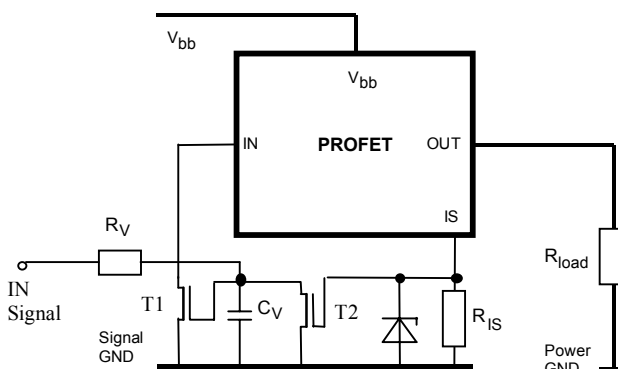 Vbb
Vbb
IN
PROFET
OUT
IS
RV
Rload
IN
Signal
T1
CV
T2
RIS
Signal
GND
Power
GND